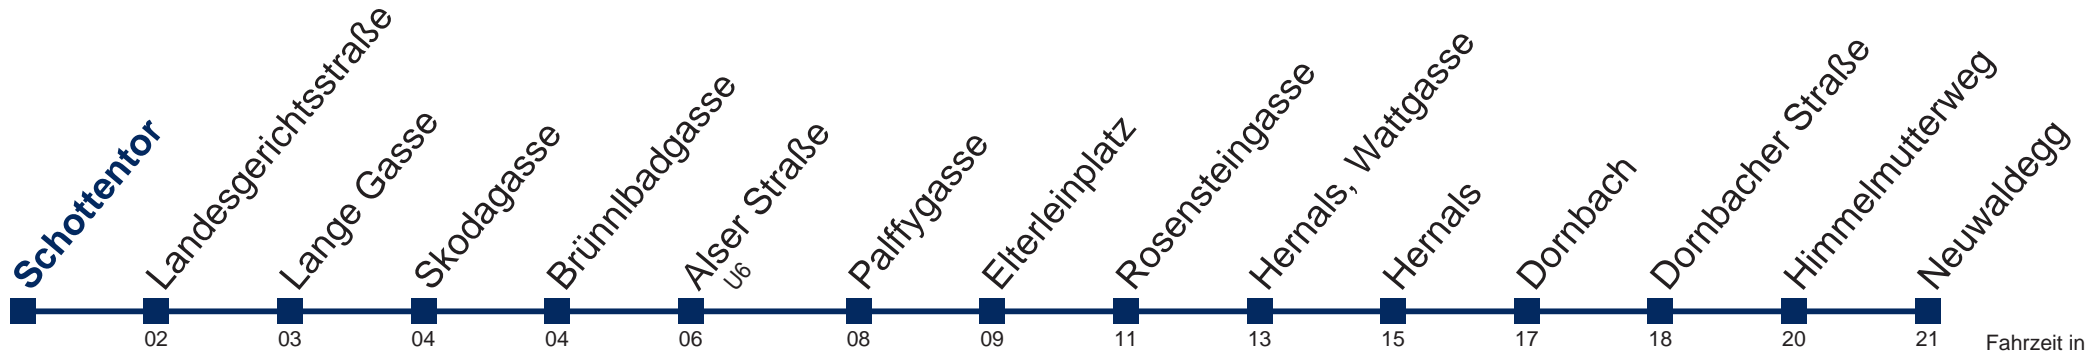 Schottentor
Landesgerichtsstraße
Lange Gasse
Skodagasse
Brünnlbadgasse
Alser Straße
U6
Palffygasse
Elterleinplatz
Rosensteingasse
Hernals, Wattgasse
Hernals
Dornbach
Dornbacher Straße
Himmelmutterweg
Neuwaldegg
02 03 04 04 06 08 09 11 13 15 17 18 20 21 Fahrzeit in